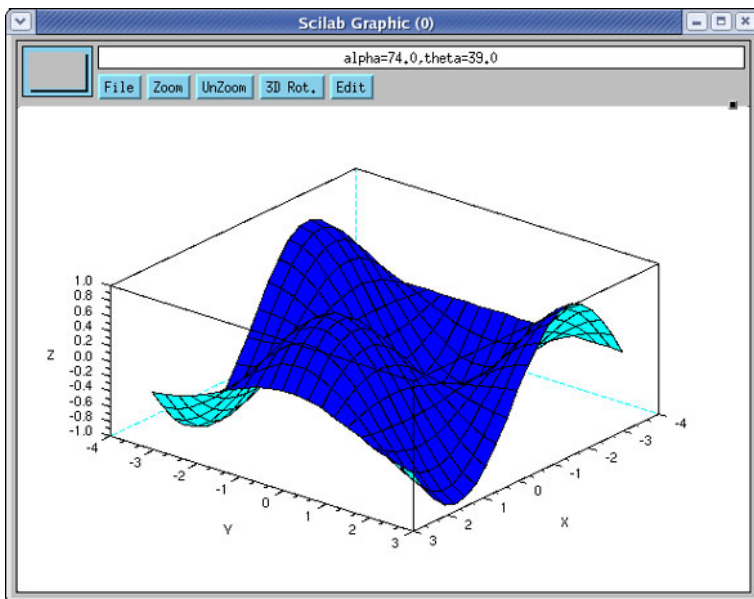 Scilab Graphic (0)
alpha=74.0,theta=39.0
File Zoom UnZoom 3D Rot. Edit
1.0
0.8
0.6
0.4
Z 0.2
0.0
-0.2
-0.4
-0.6
-0.8
-1.0
-4 -3 -2 -1 0 1 2 3
Y
3 2 1 0 -1 -2 -3 -4
X